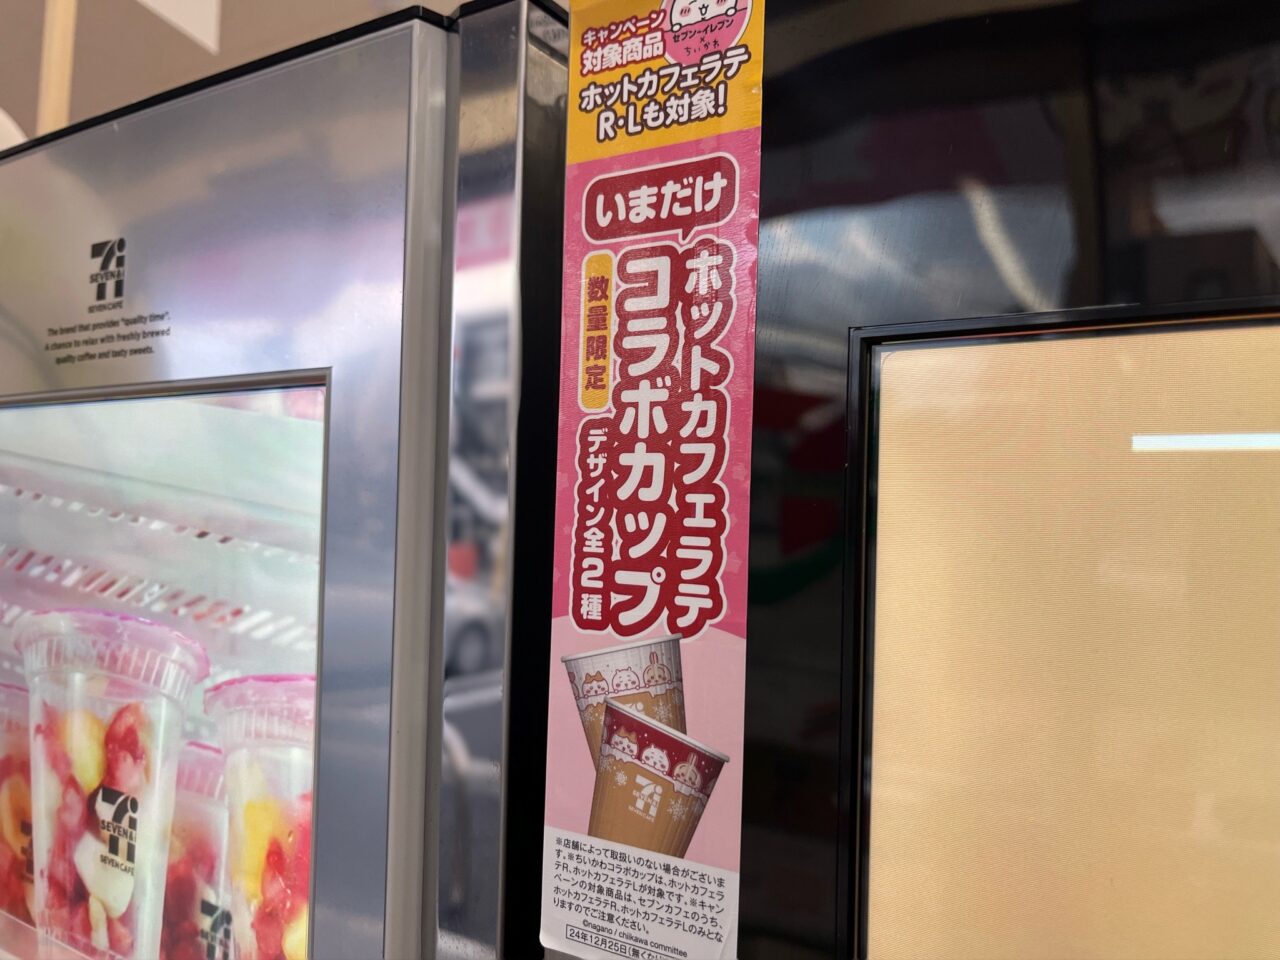 キャンペーン
対象商品
セブン-イレブン
×
ちいかわ
ホットカフェラテ
R・Lも対象!
いまだけ
ホットカフェラテ
コラボカップ
数量限定
デザイン全2種
SEVEN&i
SEVEN CAFÉ
The brand that provides "quality time".
A chance to relax with freshly brewed
quality coffee and tasty sweets.
SEVEN&i
SEVEN CAFÉ
SEVEN CAFÉ
※店舗によって取扱いのない場合がございま
す。※ちいかわコラボカップは、ホットカフェラ
テR、ホットカフェラテLが対象です。※キャン
ペーンの対象商品は、セブンカフェのうち、
ホットカフェラテR、ホットカフェラテLのみとな
りますのでご注意ください。
©nagano / chiikawa committee
24年12月25日(無くな